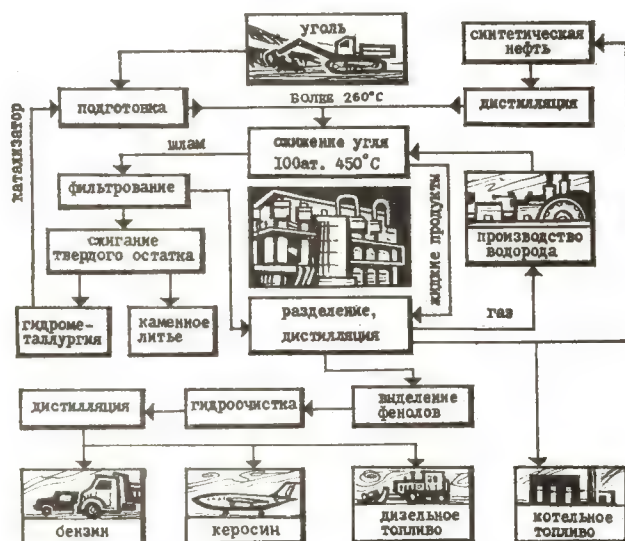 уголь
синтетическая
нефть
катализатор
подготовка
БОЛЕЕ 260°С
дистилляция
шлам
сжижение угля
100ат. 450°С
фильтрование
жидкие продукты
производство
водорода
сжигание
твердого остатка
гидроме-
таллургия
каменное
литье
разделение,
дистилляция
газ
дистилляция
гидроочистка
выделение
фенолов
бензин
керосин
дизельное
топливо
котельное
топливо